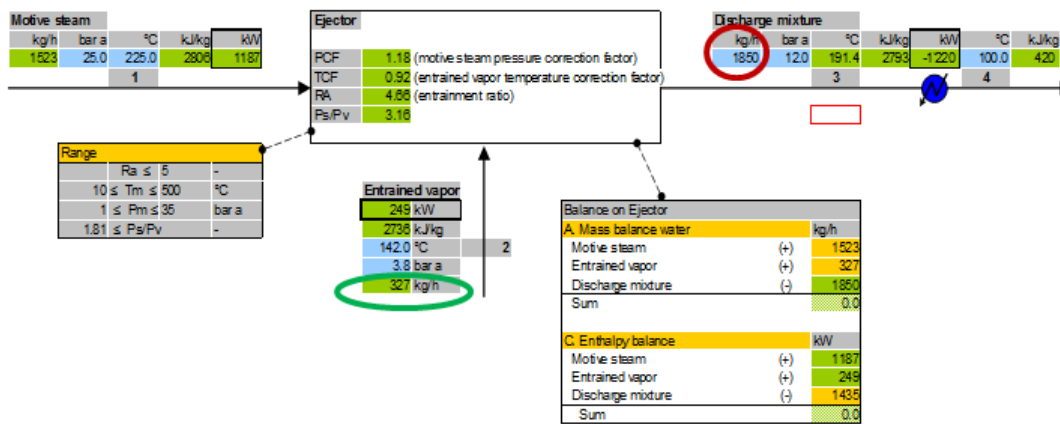 Motive steam
kg/h bar a °C kJ/kg kW
1523 25.0 225.0 2806 1187
1
Ejector
PCF 1.18 (motive steam pressure correction factor)
TCF 0.92 (entrained vapor temperature correction factor)
RA 4.66 (entrainment ratio)
Ps/Pv 3.16
Discharge mixture
kg/h bar a °C kJ/kg kW °C kJ/kg
1850 12.0 191.4 2793 -1'220 100.0 420
3 4
Range
Ra ≤ 5 -
10 ≤ Tm ≤ 500 °C
1 ≤ Pm ≤ 35 bar a
1.81 ≤ Ps/Pv -
Entrained vapor
249 kW
2736 kJ/kg
142.0 °C 2
3.8 bar a
327 kg/h
Balance on Ejector
A. Mass balance water kg/h
Motive steam (+) 1523
Entrained vapor (+) 327
Discharge mixture (-) 1850
Sum 0.0
C. Enthalpy balance kW
Motive steam (+) 1187
Entrained vapor (+) 249
Discharge mixture (-) 1435
Sum 0.0